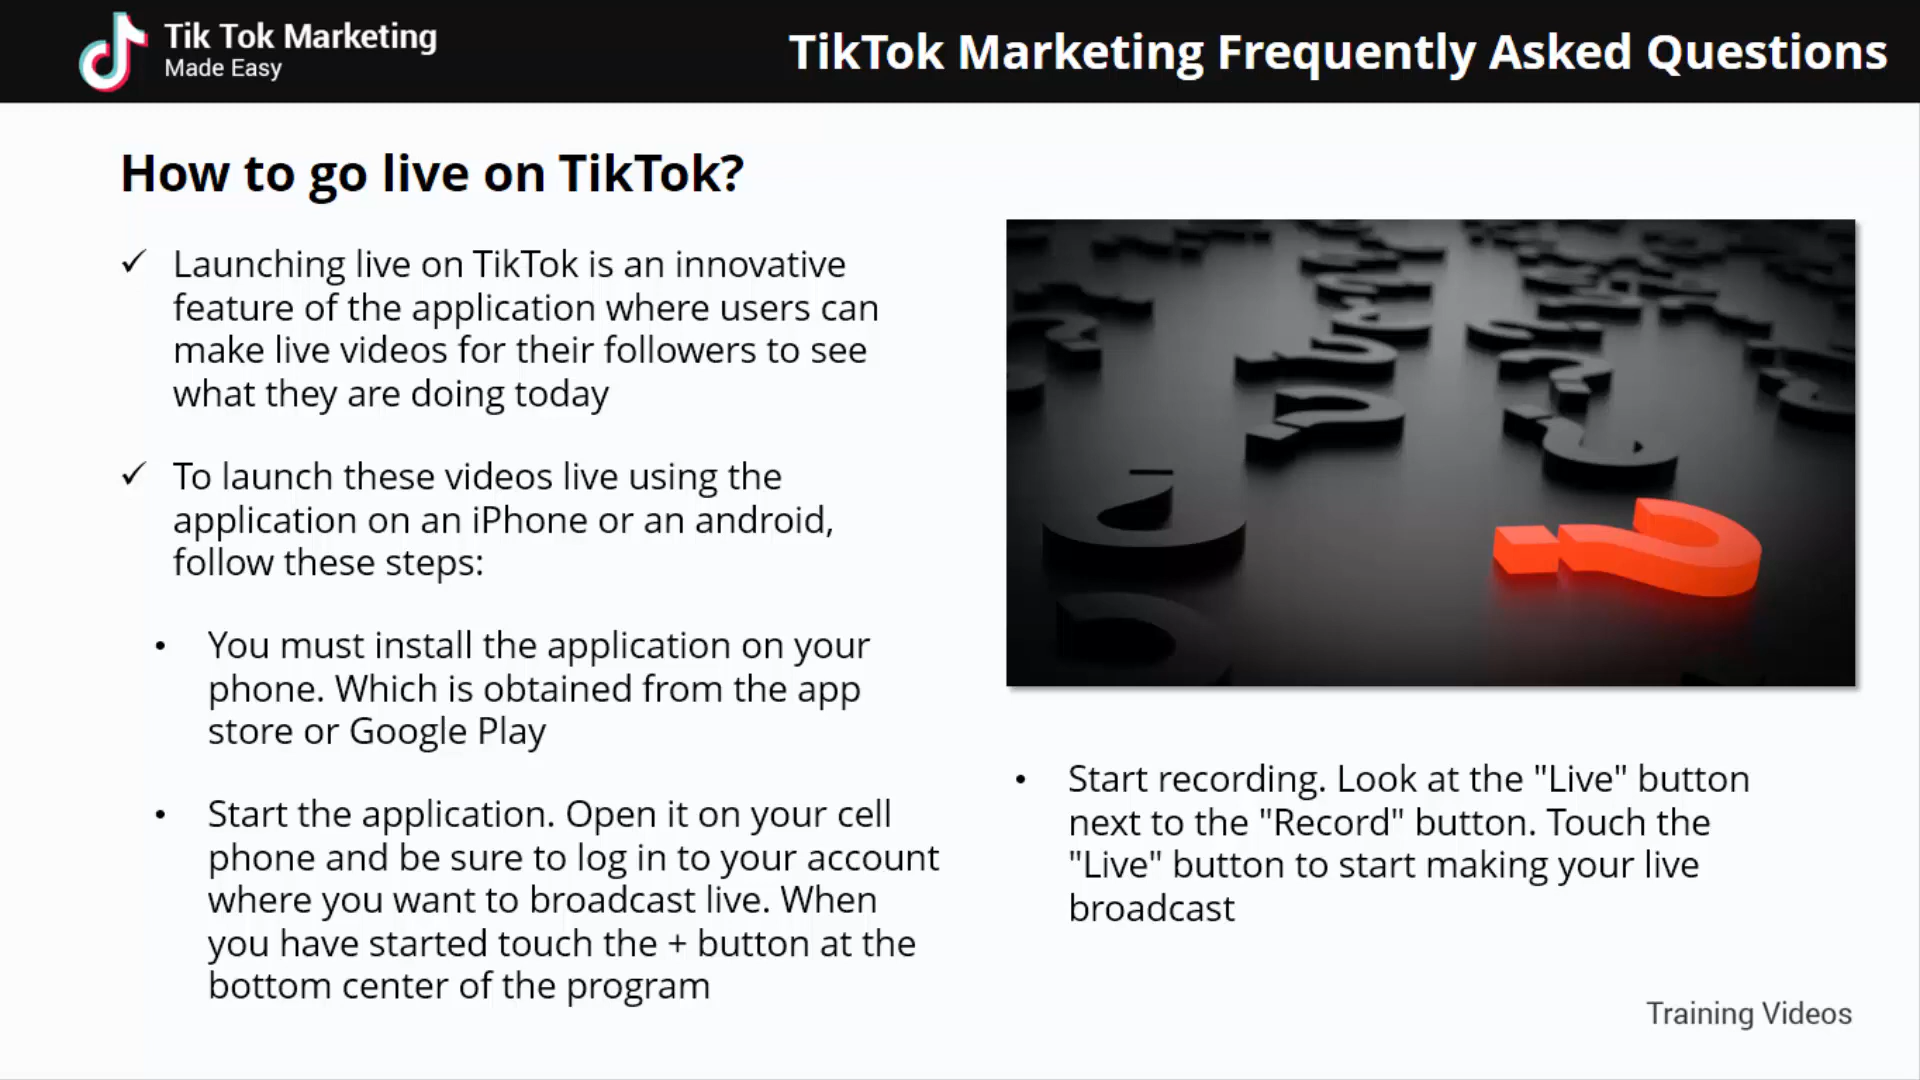 Tik Tok Marketing
Made Easy
TikTok Marketing Frequently Asked Questions
How to go live on TikTok?
✓ Launching live on TikTok is an innovative
feature of the application where users can
make live videos for their followers to see
what they are doing today
✓ To launch these videos live using the
application on an iPhone or an android,
follow these steps:
• You must install the application on your
phone. Which is obtained from the app
store or Google Play
• Start the application. Open it on your cell
phone and be sure to log in to your account
where you want to broadcast live. When
you have started touch the + button at the
bottom center of the program
• Start recording. Look at the "Live" button
next to the "Record" button. Touch the
"Live" button to start making your live
broadcast
Training Videos